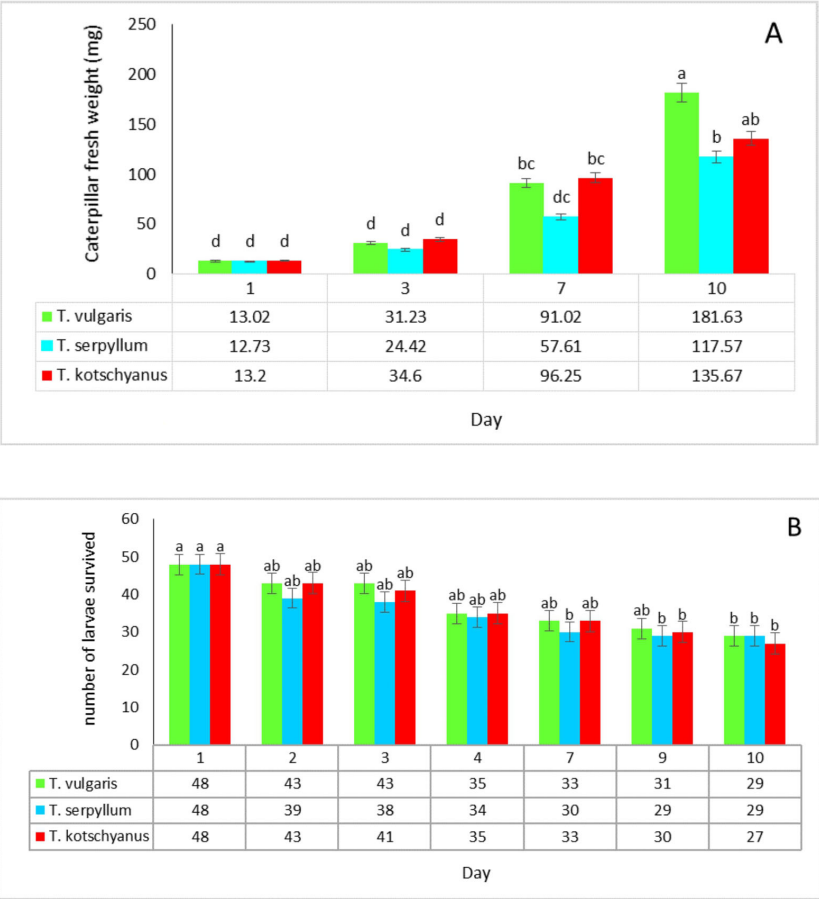 A
Caterpillar fresh weight (mg)
250
200
150
100
50
0
d d d
d d d
bc dc bc
a b ab
1 3 7 10
T. vulgaris 13.02 31.23 91.02 181.63
T. serpyllum 12.73 24.42 57.61 117.57
T. kotschyanus 13.2 34.6 96.25 135.67
Day
B
number of larvae survived
60
50
40
30
20
10
0
a a a
ab ab ab
ab ab ab
ab ab ab
ab b ab
ab b b
b b b
1 2 3 4 7 9 10
T. vulgaris 48 43 43 35 33 31 29
T. serpyllum 48 39 38 34 30 29 29
T. kotschyanus 48 43 41 35 33 30 27
Day